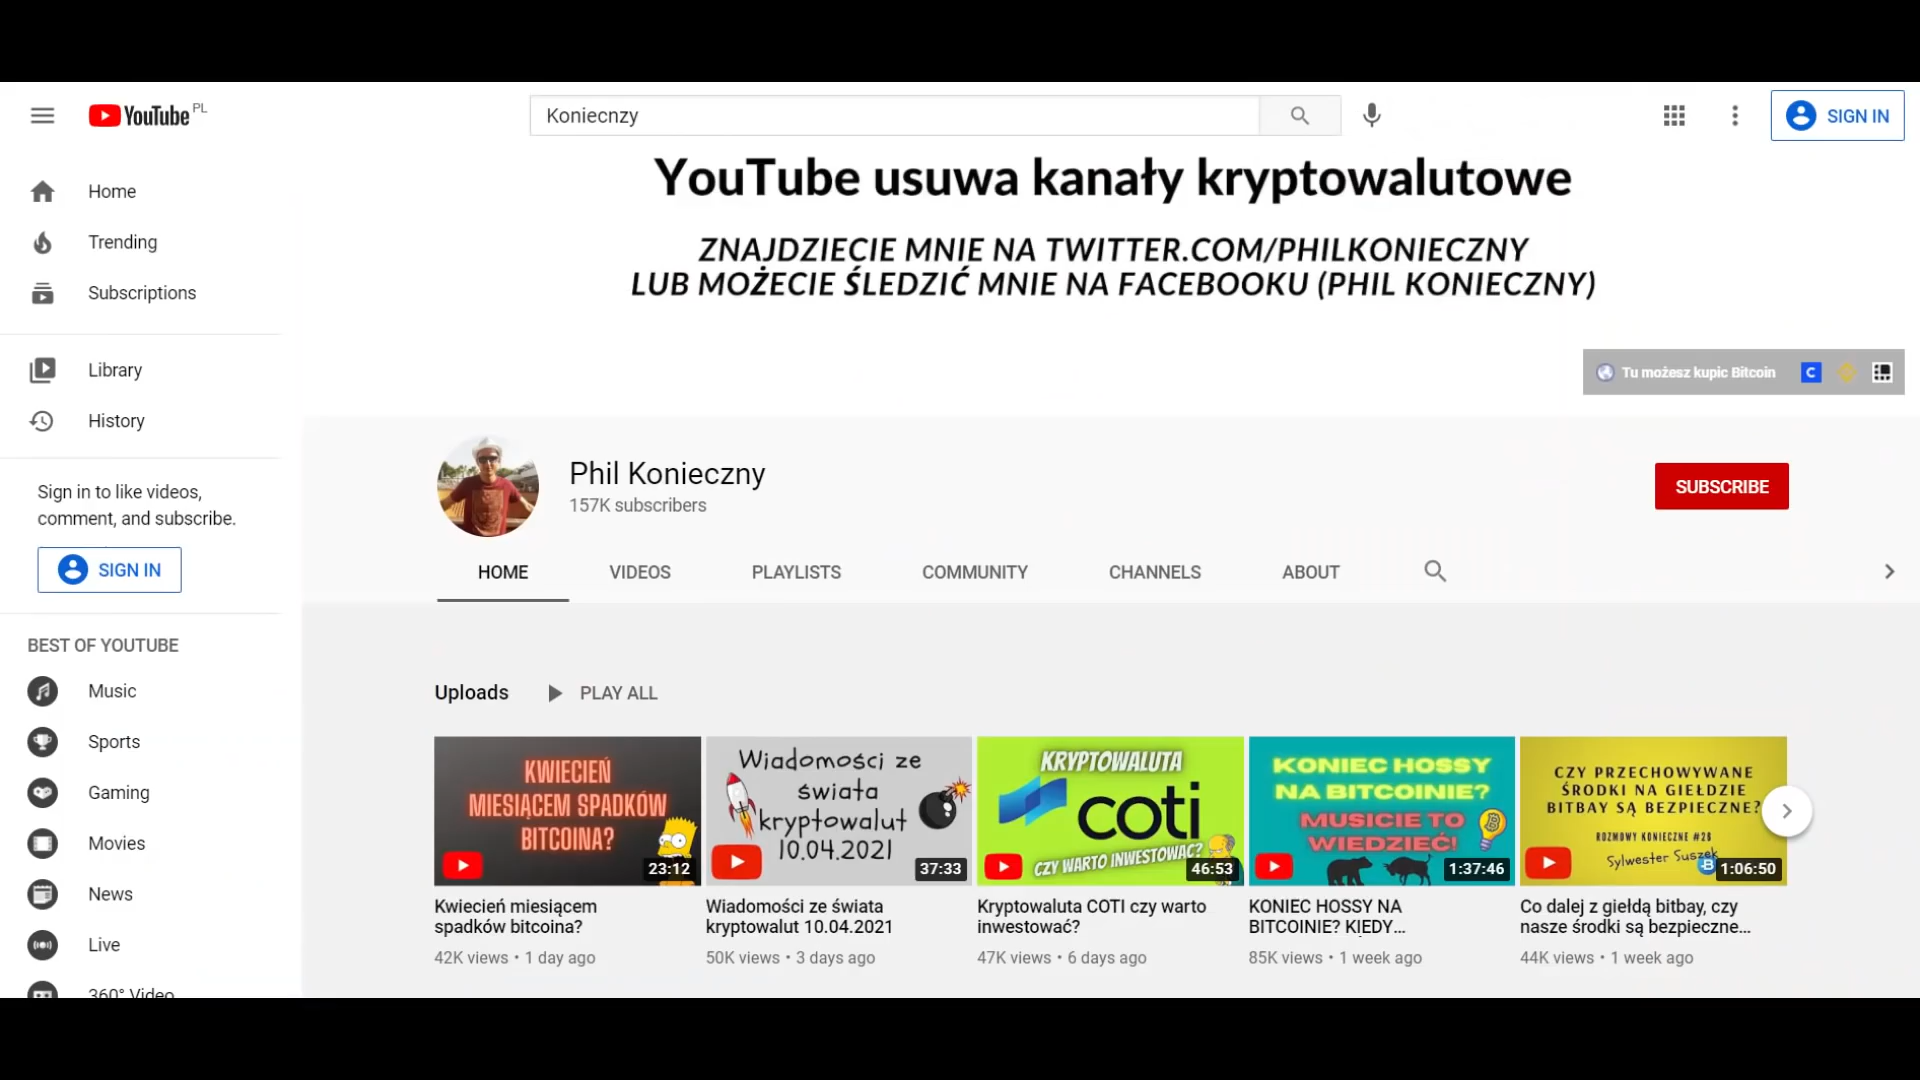 YouTube PL
Koniecnzy
SIGN IN
YouTube usuwa kanały kryptowalutowe
ZNAJDZIECIE MNIE NA TWITTER.COM/PHILKONIECZNY
LUB MOŻECIE ŚLEDZIĆ MNIE NA FACEBOOKU (PHIL KONIECZNY)
Tu możesz kupic Bitcoin
Home
Trending
Subscriptions
Library
History
Sign in to like videos,
comment, and subscribe.
SIGN IN
BEST OF YOUTUBE
Music
Sports
Gaming
Movies
News
Live
360° Video
Phil Konieczny
157K subscribers
SUBSCRIBE
HOME VIDEOS PLAYLISTS COMMUNITY CHANNELS ABOUT
Uploads PLAY ALL
KWIECIEŃ
MIESIĄCEM SPADKÓW
BITCOINA?
23:12
Kwiecień miesiącem
spadków bitcoina?
42K views • 1 day ago
Wiadomości ze
świata
kryptowalut
10.04.2021
37:33
Wiadomości ze świata
kryptowalut 10.04.2021
50K views • 3 days ago
KRYPTOWALUTA
coti
CZY WARTO INWESTOWAĆ?
46:53
Kryptowaluta COTI czy warto
inwestować?
47K views • 6 days ago
KONIEC HOSSY
NA BITCOINIE?
MUSICIE TO
WIEDZIEĆ!
1:37:46
KONIEC HOSSY NA
BITCOINIE? KIEDY...
85K views • 1 week ago
CZY PRZECHOWYWANE
ŚRODKI NA GIEŁDZIE
BITBAY SĄ BEZPIECZNE?
ROZMOWY KONIECZNE #26
Sylwester Suszek
1:06:50
Co dalej z giełdą bitbay, czy
nasze środki są bezpieczne...
44K views • 1 week ago